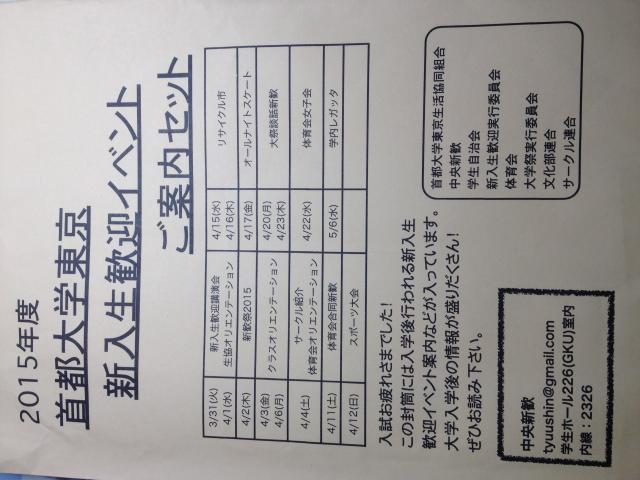 2015年度
首都大学東京
新入生歓迎イベント
ご案内セット
3/31(火) 新入生歓迎講演会 4/15(水) リサイクル市
4/1(水) 生協オリエンテーション 4/16(木)
4/2(木) 新歓祭2015 4/17(金) オールナイトスケート
4/3(金) クラスオリエンテーション 4/20(月) 大祭談話新歓
4/6(月) 4/23(木)
4/4(土) サークル紹介 4/22(水) 体育会女子会
体育会オリエンテーション
4/11(土) 体育会合同新歓 5/6(水) 学内レガッタ
4/12(日) スポーツ大会
入試お疲れさまでした！
この封筒には入学後行われる新入生
歓迎イベント案内などが入っています。
大学入学後の情報が盛りだくさん！
ぜひお読み下さい。
首都大学東京生活協同組合
中央新歓
学生自治会
新入生歓迎実行委員会
体育会
大学祭実行委員会
文化部連合
サークル連合
中央新歓
tyuushin@gmail.com
学生ホール226(GKU)室内
内線：2326